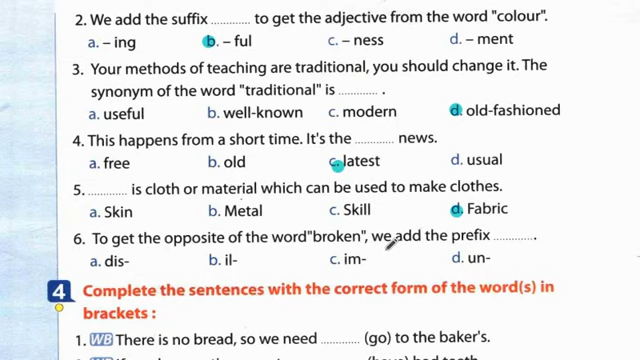 2. We add the suffix ............ to get the adjective from the word "colour".
a. – ing b. – ful c. – ness d. – ment
3. Your methods of teaching are traditional, you should change it. The
synonym of the word "traditional" is ............ .
a. useful b. well-known c. modern d. old-fashioned
4. This happens from a short time. It's the ............ news.
a. free b. old c. latest d. usual
5. ............ is cloth or material which can be used to make clothes.
a. Skin b. Metal c. Skill d. Fabric
6. To get the opposite of the word"broken", we add the prefix ............ .
a. dis- b. il- c. im- d. un-
4 Complete the sentences with the correct form of the word(s) in
brackets :
1. WB There is no bread, so we need ............ (go) to the baker's.